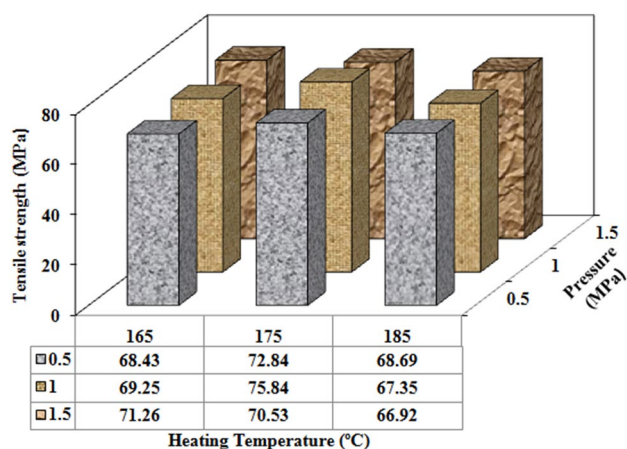 Tensile strength (MPa)
80
60
40
20
0
1.5
1
0.5
Pressure
(MPa)
165 175 185
0.5 68.43 72.84 68.69
1 69.25 75.84 67.35
1.5 71.26 70.53 66.92
Heating Temperature (ºC)